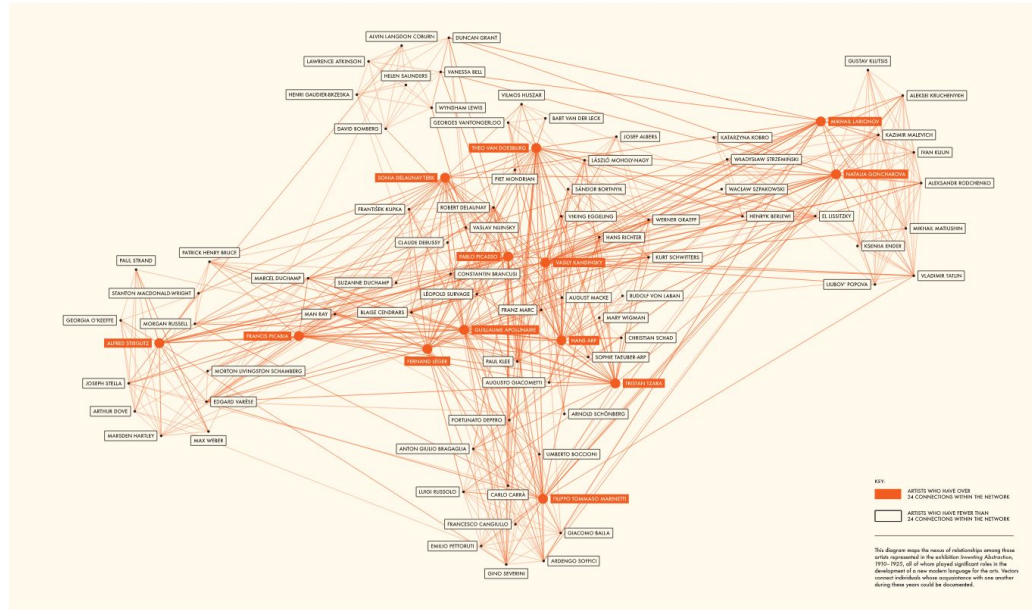 ALVIN LANGDON COBURN
DUNCAN GRANT
LAWRENCE ATKINSON
HELEN SAUNDERS
VANESSA BELL
GUSTAV KLUTSIS
HENRI GAUDIER-BRZESKA
VILMOS HUSZAR
ALEKSEI KRUCHENYKH
WYNDHAM LEWIS
GEORGES VANTONGERLOO
BART VAN DER LECK
MIKHAIL LARIONOV
DAVID BOMBERG
JOSEF ALBERS
KATARZYNA KOBRO
KAZIMIR MALEVICH
THEO VAN DOESBURG
LÁSZLÓ MOHOLY-NAGY
WŁADYSŁAW STRZEMIŃSKI
IVAN KLIUN
SONIA DELAUNAY-TERK
PIET MONDRIAN
NATALIA GONCHAROVA
SÁNDOR BORTNYIK
WACŁAW SZPAKOWSKI
ALEKSANDR RODCHENKO
FRANTIŠEK KUPKA
ROBERT DELAUNAY
VIKING EGGELING
WERNER GRAEFF
HENRYK BERLEWI
EL LISSITZKY
VASLAV NIJINSKY
MIKHAIL MATIUSHIN
CLAUDE DEBUSSY
HANS RICHTER
KSENIIA ENDER
PATRICK HENRY BRUCE
PABLO PICASSO
VASILY KANDINSKY
KURT SCHWITTERS
PAUL STRAND
MARCEL DUCHAMP
SUZANNE DUCHAMP
CONSTANTIN BRANCUSI
VLADIMIR TATLIN
LIUBOV' POPOVA
STANTON MACDONALD-WRIGHT
LÉOPOLD SURVAGE
AUGUST MACKE
RUDOLF VON LABAN
GEORGIA O'KEEFFE
MORGAN RUSSELL
MAN RAY
BLAISE CENDRARS
FRANZ MARC
MARY WIGMAN
ALFRED STIEGLITZ
FRANCIS PICABIA
GUILLAUME APOLLINAIRE
HANS ARP
CHRISTIAN SCHAD
FERNAND LÉGER
PAUL KLEE
SOPHIE TAEUBER-ARP
JOSEPH STELLA
MORTON LIVINGSTON SCHAMBERG
AUGUSTO GIACOMETTI
TRISTAN TZARA
ARTHUR DOVE
EDGARD VARÈSE
FORTUNATO DEPERO
ARNOLD SCHÖNBERG
MARSDEN HARTLEY
MAX WEBER
ANTON GIULIO BRAGAGLIA
UMBERTO BOCCIONI
LUIGI RUSSOLO
CARLO CARRÀ
FILIPPO TOMMASO MARINETTI
FRANCESCO CANGIULLO
GIACOMO BALLA
EMILIO PETTORUTI
GINO SEVERINI
ARDENGO SOFFICI
KEY:
ARTISTS WHO HAVE OVER
24 CONNECTIONS WITHIN THE NETWORK
ARTISTS WHO HAVE FEWER THAN
24 CONNECTIONS WITHIN THE NETWORK
This diagram maps the nexus of relationships among those
artists represented in the exhibition Inventing Abstraction,
1910–1925, all of whom played significant roles in the
development of a new modern language for the arts. Vectors
connect individuals whose acquaintance with one another
during these years could be documented.